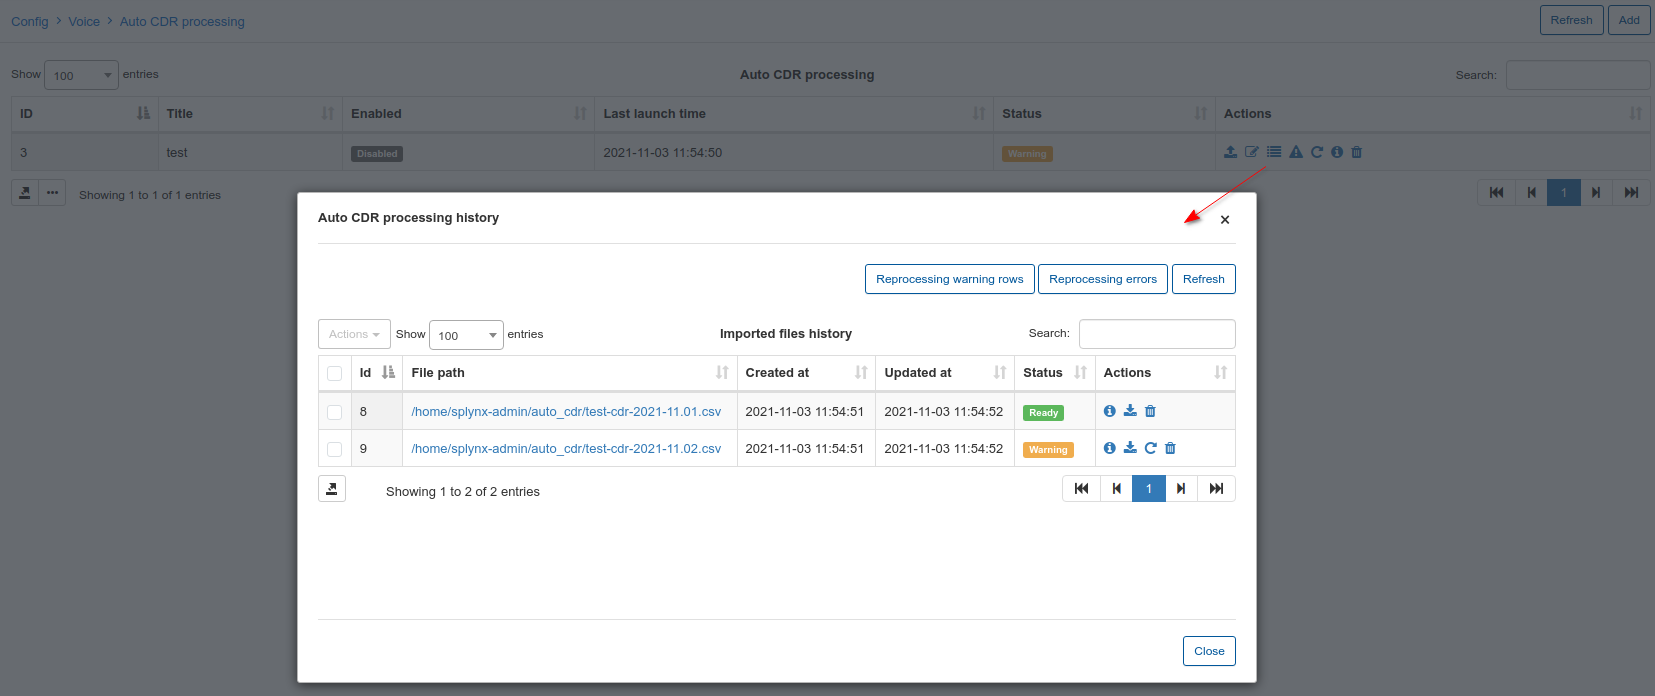 Config > Voice > Auto CDR processing Refresh Add
Show 100 entries Auto CDR processing Search:
ID Title Enabled Last launch time Status Actions
3 test Disabled 2021-11-03 11:54:50 Warning
Showing 1 to 1 of 1 entries 1
Auto CDR processing history ×
Reprocessing warning rows Reprocessing errors Refresh
Actions Show 100 entries Imported files history Search:
Id File path Created at Updated at Status Actions
8 /home/splynx-admin/auto_cdr/test-cdr-2021-11.01.csv 2021-11-03 11:54:51 2021-11-03 11:54:52 Ready
9 /home/splynx-admin/auto_cdr/test-cdr-2021-11.02.csv 2021-11-03 11:54:51 2021-11-03 11:54:52 Warning
Showing 1 to 2 of 2 entries 1
Close